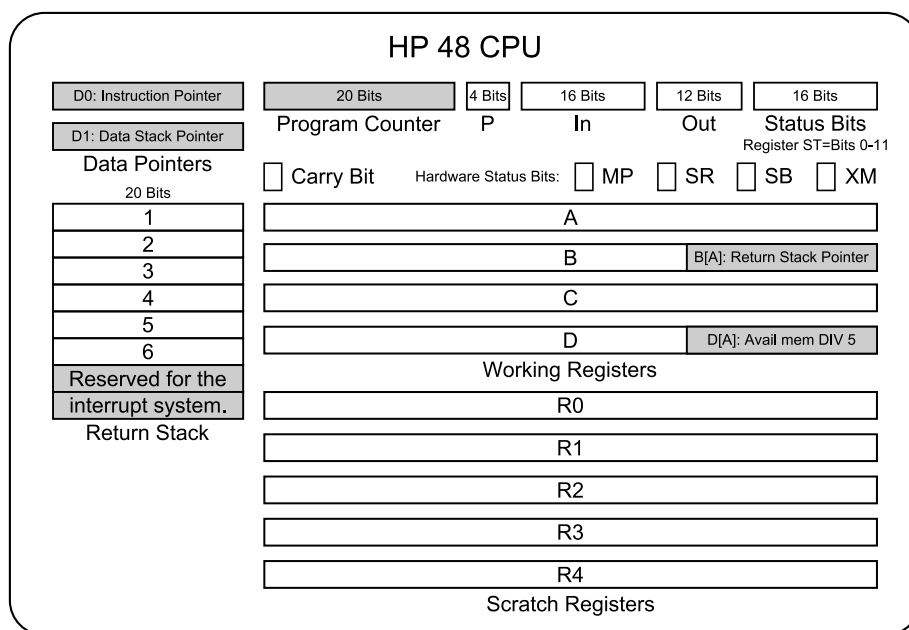 HP 48 CPU
D0: Instruction Pointer
D1: Data Stack Pointer
Data Pointers
20 Bits
1
2
3
4
5
6
Reserved for the
interrupt system.
Return Stack
20 Bits
4 Bits
16 Bits
12 Bits
16 Bits
Program Counter
P
In
Out
Status Bits
Register ST=Bits 0-11
Carry Bit
Hardware Status Bits:
MP
SR
SB
XM
A
B
B[A]: Return Stack Pointer
C
D
D[A]: Avail mem DIV 5
Working Registers
R0
R1
R2
R3
R4
Scratch Registers